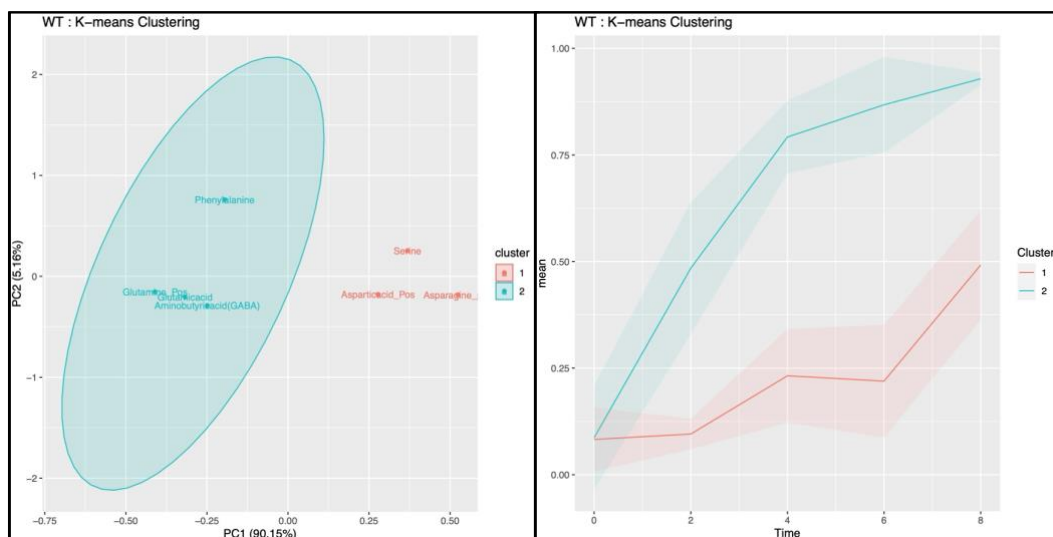 WT : K-means Clustering
2
1
0
-1
-2
PC2 (5.16%)
Phenylalanine
Serine
Glutamine_Pos
Glutamicacid
Aminobutyricacid(GABA)
Asparticacid_Pos
Asparagine_
-0.75
-0.50
-0.25
0.00
0.25
0.50
PC1 (90.15%)
cluster
1
2
WT : K-means Clustering
1.00
0.75
0.50
0.25
0.00
mean
0
2
4
6
8
Time
Cluster
1
2